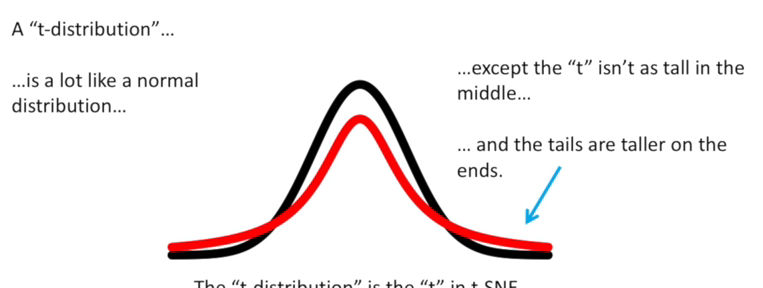 A “t-distribution”…
…is a lot like a normal
distribution…
…except the “t” isn’t as tall in the
middle…
… and the tails are taller on the
ends.
The “t-distribution” is the “t” in t-SNE